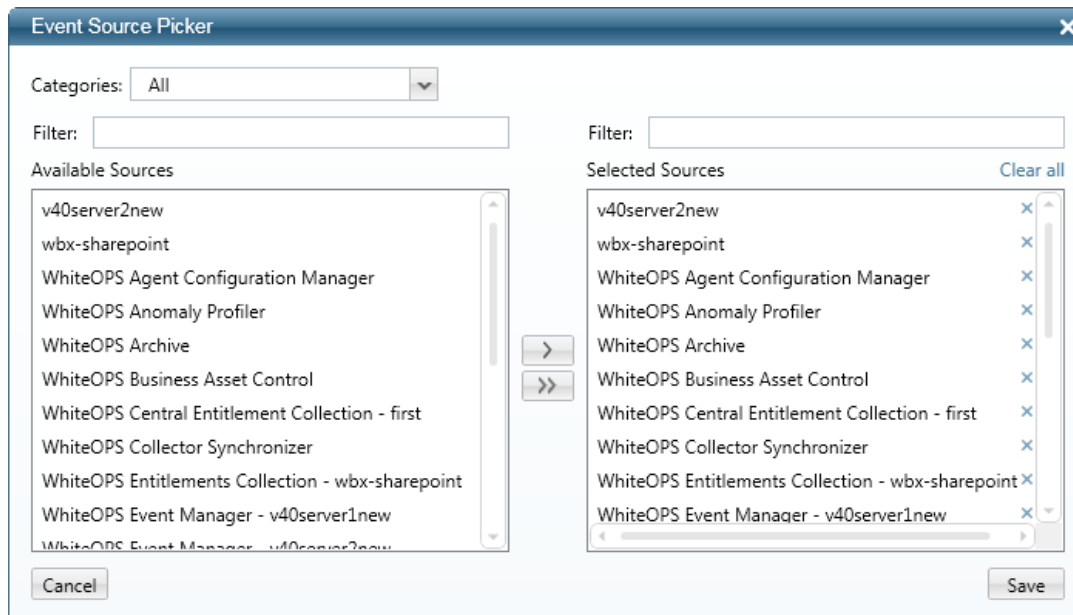 Event Source Picker
Categories: All
Filter:
Available Sources
v40server2new
wbx-sharepoint
WhiteOPS Agent Configuration Manager
WhiteOPS Anomaly Profiler
WhiteOPS Archive
WhiteOPS Business Asset Control
WhiteOPS Central Entitlement Collection - first
WhiteOPS Collector Synchronizer
WhiteOPS Entitlements Collection - wbx-sharepoint
WhiteOPS Event Manager - v40server1new
WhiteOPS Event Manager - v40server2new
Filter:
Selected Sources Clear all
v40server2new
wbx-sharepoint
WhiteOPS Agent Configuration Manager
WhiteOPS Anomaly Profiler
WhiteOPS Archive
WhiteOPS Business Asset Control
WhiteOPS Central Entitlement Collection - first
WhiteOPS Collector Synchronizer
WhiteOPS Entitlements Collection - wbx-sharepoint
WhiteOPS Event Manager - v40server1new
Cancel
Save